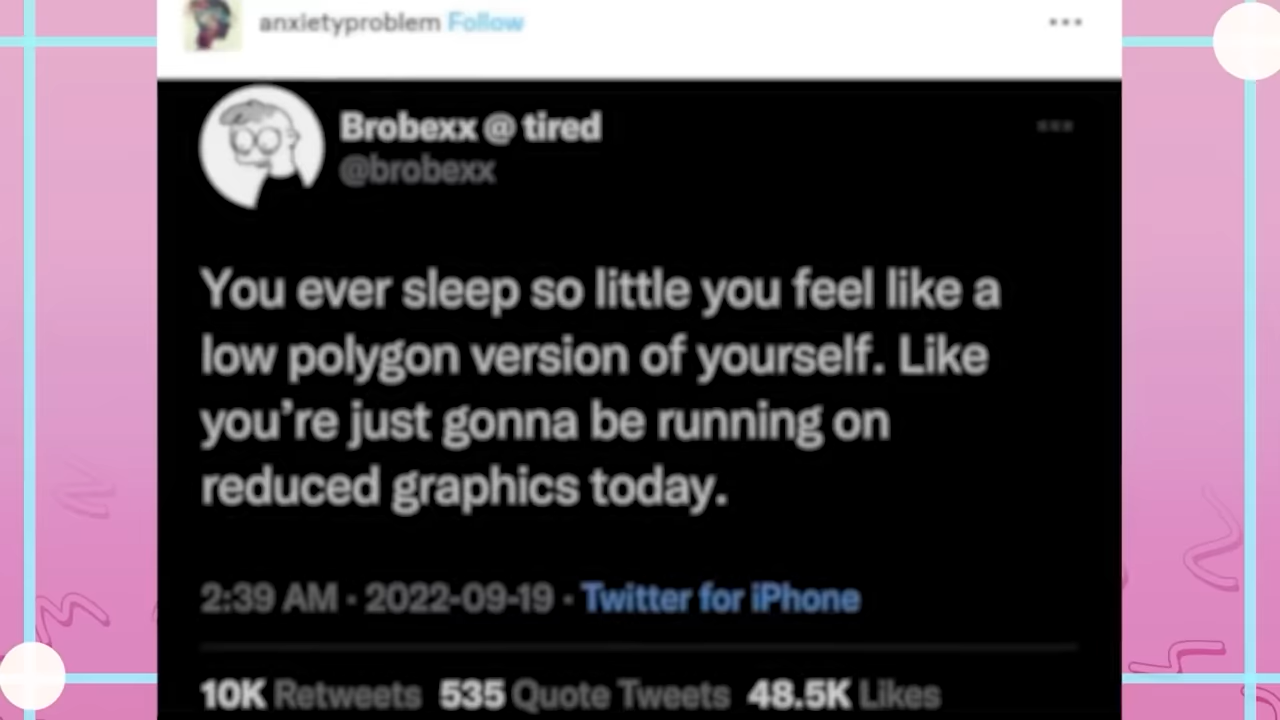 anxietyproblem Follow
Brobexx @ tired
@brobexx
You ever sleep so little you feel like a
low polygon version of yourself. Like
you’re just gonna be running on
reduced graphics today.
2:39 AM · 2022-09-19 · Twitter for iPhone
10K Retweets 535 Quote Tweets 48.5K Likes